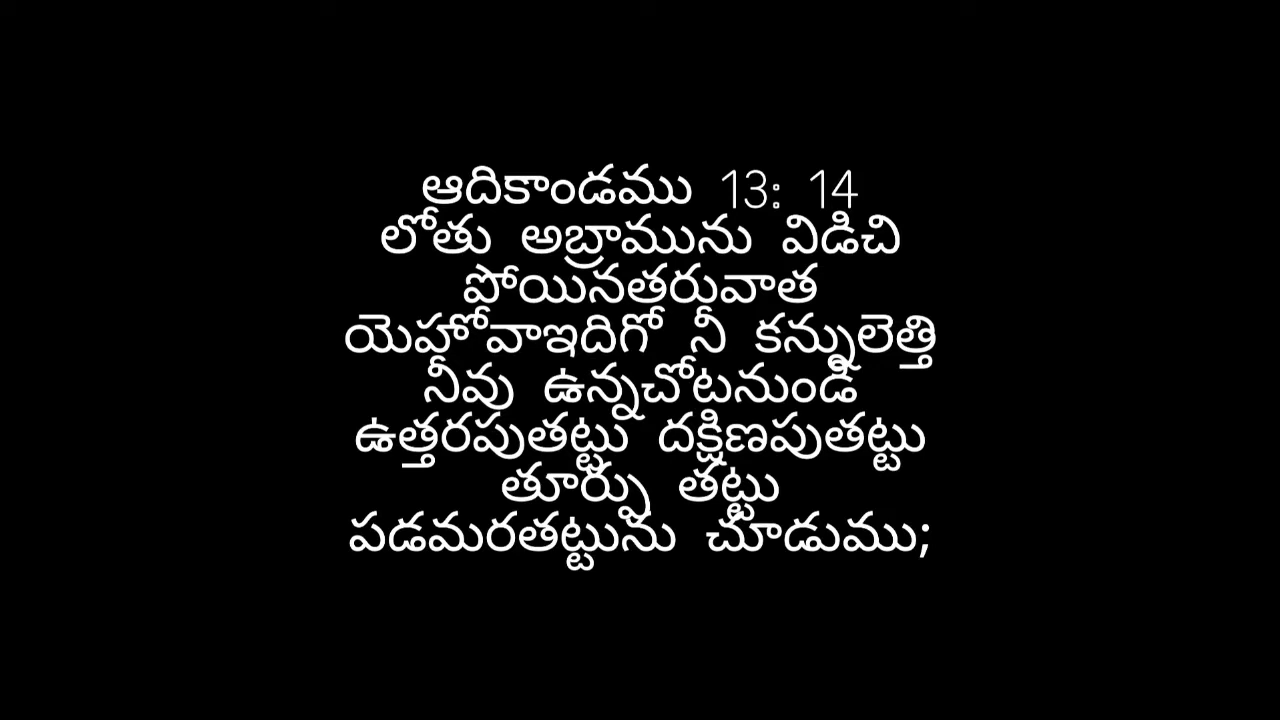 ఆదికాండము 13: 14
లోతు అబ్రామును విడిచి
పోయినతరువాత
యెహోవాఇదిగో నీ కన్నులెత్తి
నీవు ఉన్నచోటనుండి
ఉత్తరపుతట్టు దక్షిణపుతట్టు
తూర్పు తట్టు
పడమరతట్టును చూడుము;